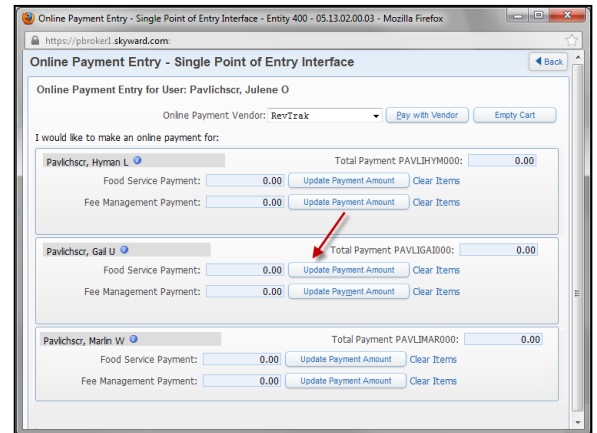 Online Payment Entry - Single Point of Entry Interface - Entity 400 - 05.13.02.00.03 - Mozilla Firefox
https://pbroker1.skyward.com:
Online Payment Entry - Single Point of Entry Interface Back
Online Payment Entry for User: Pavlichscr, Julene O
Online Payment Vendor: RevTrak Pay with Vendor Empty Cart
I would like to make an online payment for:
Pavlichscr, Hyman L Total Payment PAVLIHYM000: 0.00
Food Service Payment: 0.00 Update Payment Amount Clear Items
Fee Management Payment: 0.00 Update Payment Amount Clear Items
Pavlichscr, Gail U Total Payment PAVLIGAI000: 0.00
Food Service Payment: 0.00 Update Payment Amount Clear Items
Fee Management Payment: 0.00 Update Payment Amount Clear Items
Pavlichscr, Marlin W Total Payment PAVLIMAR000: 0.00
Food Service Payment: 0.00 Update Payment Amount Clear Items
Fee Management Payment: 0.00 Update Payment Amount Clear Items